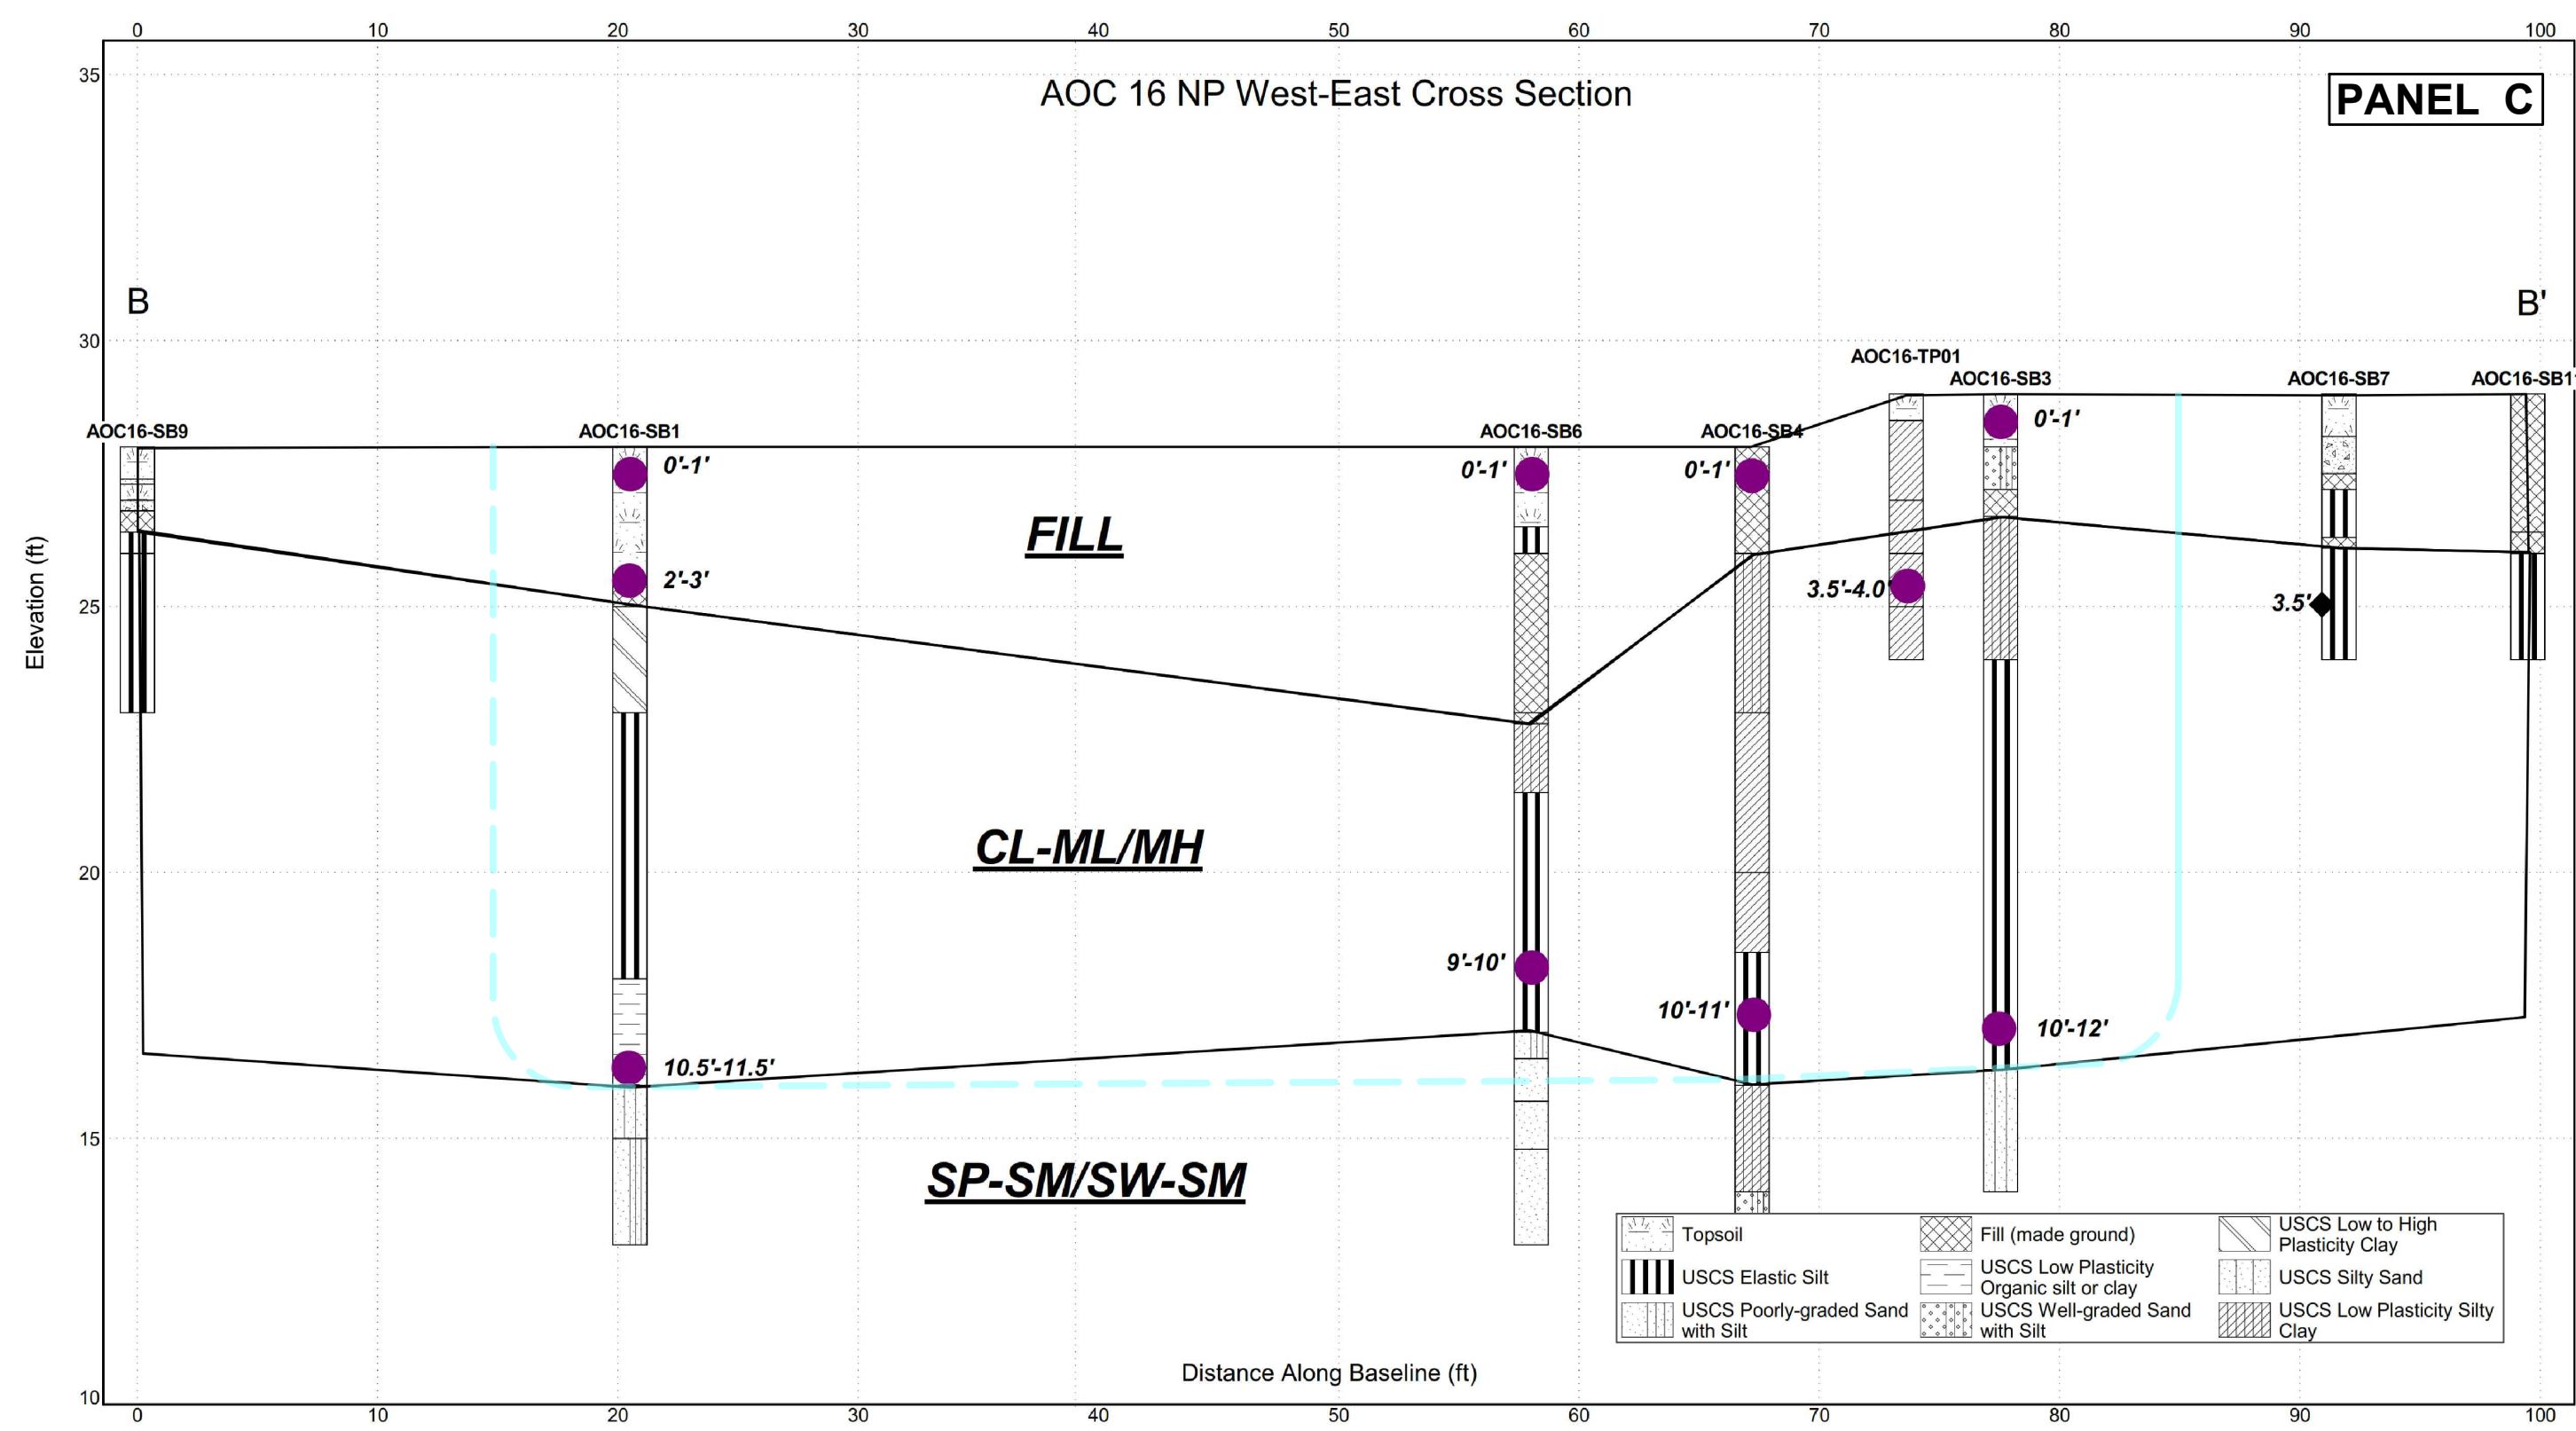 0 10 20 30 40 50 60 70 80 90 100
35
AOC 16 NP West-East Cross Section
PANEL C
B
B'
30
AOC16-TP01
AOC16-SB3
AOC16-SB7
AOC16-SB11
AOC16-SB9
AOC16-SB1
AOC16-SB6
AOC16-SB4
0'-1'
0'-1'
0'-1'
0'-1'
FILL
2'-3'
3.5'-4.0'
3.5'
25
Elevation (ft)
CL-ML/MH
20
9'-10'
10'-11'
10'-12'
10.5'-11.5'
15
SP-SM/SW-SM
Topsoil
Fill (made ground)
USCS Low to High
Plasticity Clay
USCS Elastic Silt
USCS Low Plasticity
Organic silt or clay
USCS Silty Sand
USCS Poorly-graded Sand
with Silt
USCS Well-graded Sand
with Silt
USCS Low Plasticity Silty
Clay
Distance Along Baseline (ft)
10
0 10 20 30 40 50 60 70 80 90 100